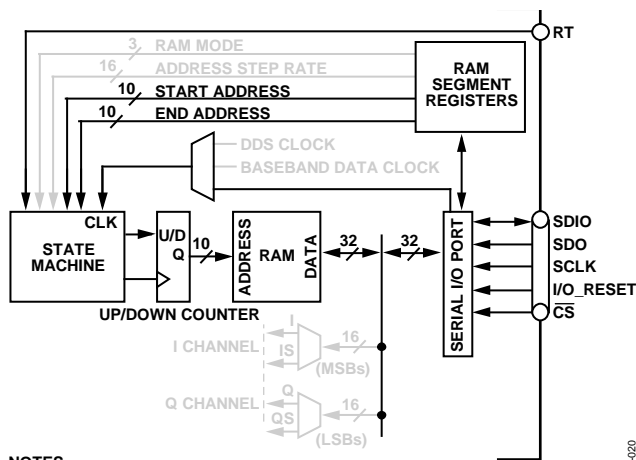 RT
3 RAM MODE
16 ADDRESS STEP RATE
10 START ADDRESS
10 END ADDRESS
RAM
SEGMENT
REGISTERS
DDS CLOCK
BASEBAND DATA CLOCK
CLK
STATE
MACHINE
U/D
Q
10
ADDRESS
RAM
DATA
32
32
SERIAL I/O PORT
SDIO
SDO
SCLK
I/O_RESET
CS
UP/DOWN COUNTER
I CHANNEL
I
IS
16
(MSBs)
Q CHANNEL
Q
QS
16
(LSBs)
NOTES
-020